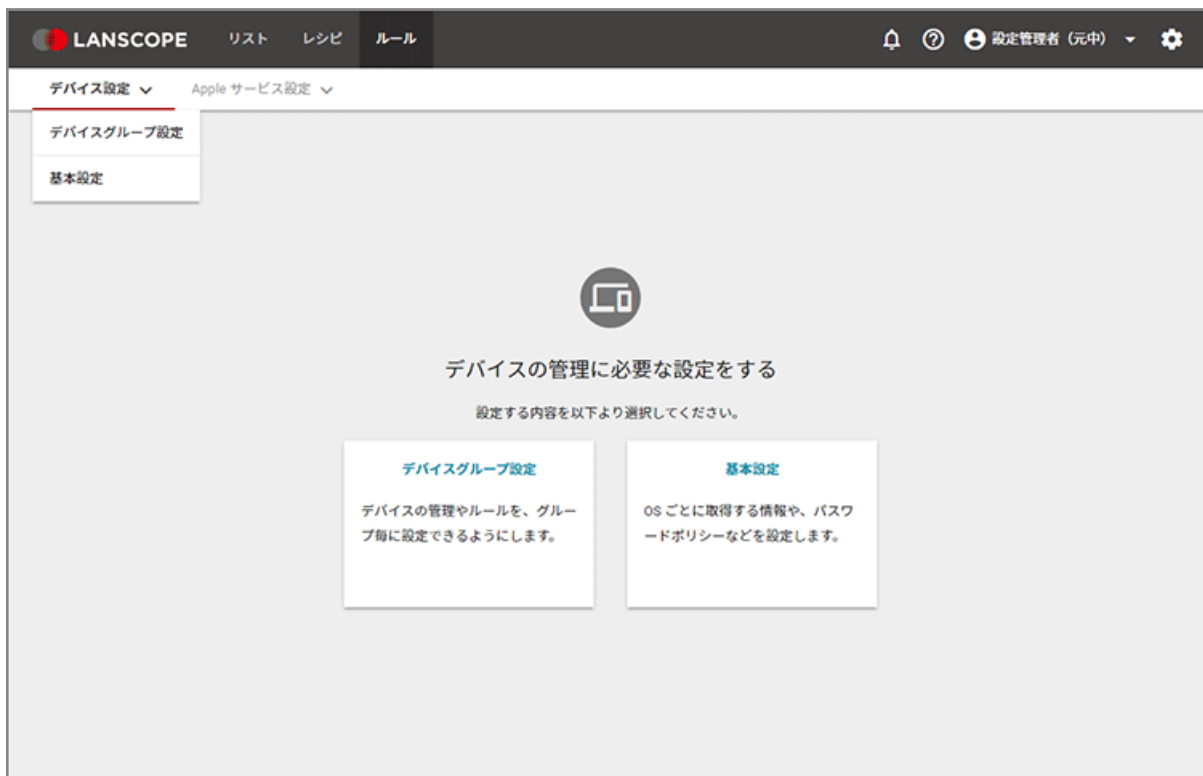 LANSCOPE リスト レシピ ルール 設定管理者（元中）
デバイス設定 Apple サービス設定
デバイスグループ設定
基本設定
デバイスの管理に必要な設定をする
設定する内容を以下より選択してください。
デバイスグループ設定
デバイスの管理やルールを、グルー
プ毎に設定できるようにします。
基本設定
OS ごとに取得する情報や、パスワ
ードポリシーなどを設定します。